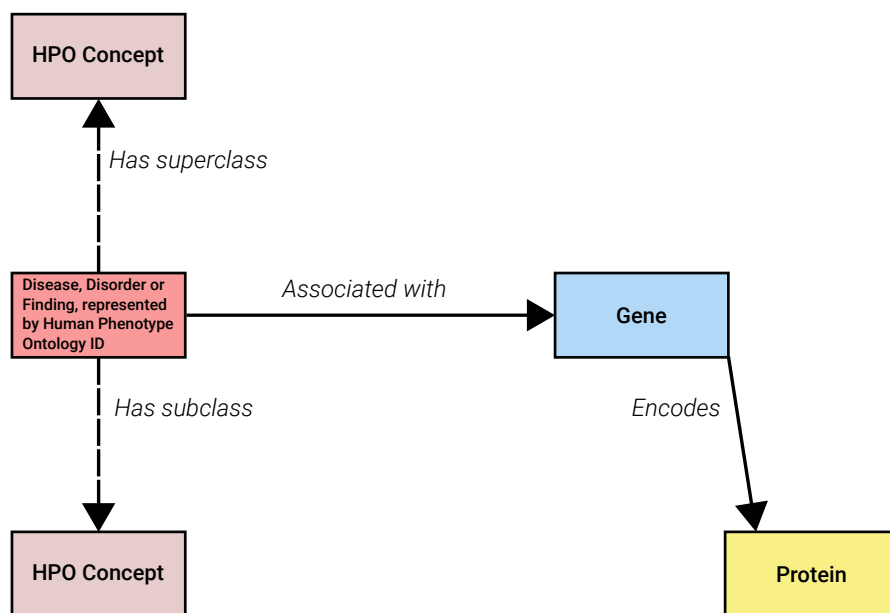 HPO Concept
Has superclass
Disease, Disorder or
Finding, represented
by Human Phenotype
Ontology ID
Associated with
Gene
Has subclass
Encodes
HPO Concept
Protein